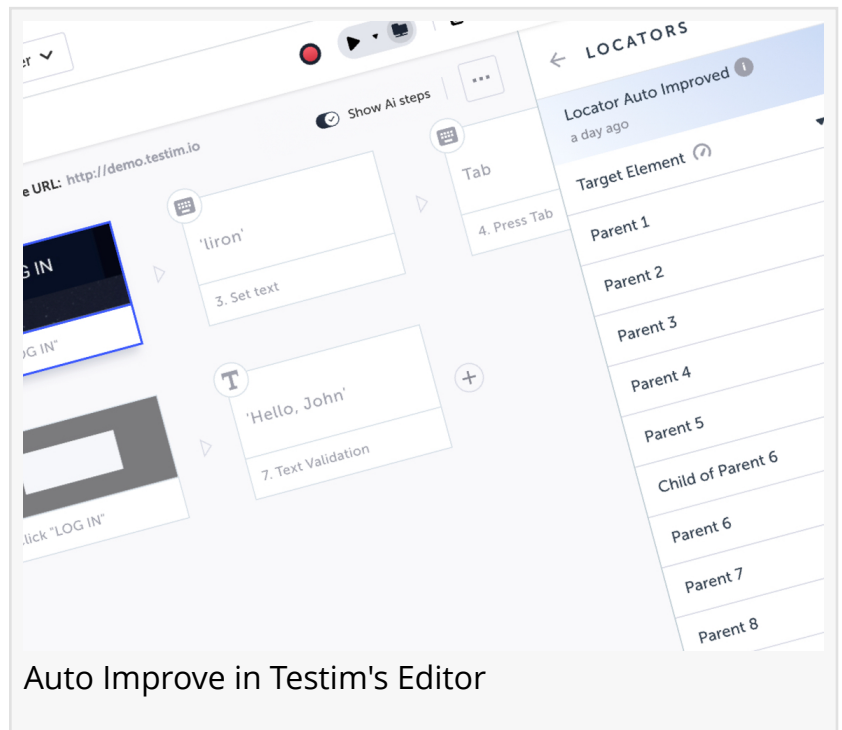 er
LOCATORS
Locator Auto Improved
a day ago
Show Ai steps
e URL: http://demo.testim.io
Target Element
Tab
4. Press Tab
'liron'
3. Set text
G IN
OG IN"
Parent 1
Parent 2
Parent 3
Parent 4
Parent 5
Child of Parent 6
Parent 6
Parent 7
Parent 8
'Hello, John'
7. Text Validation
lick "LOG IN"
Auto Improve in Testim's Editor